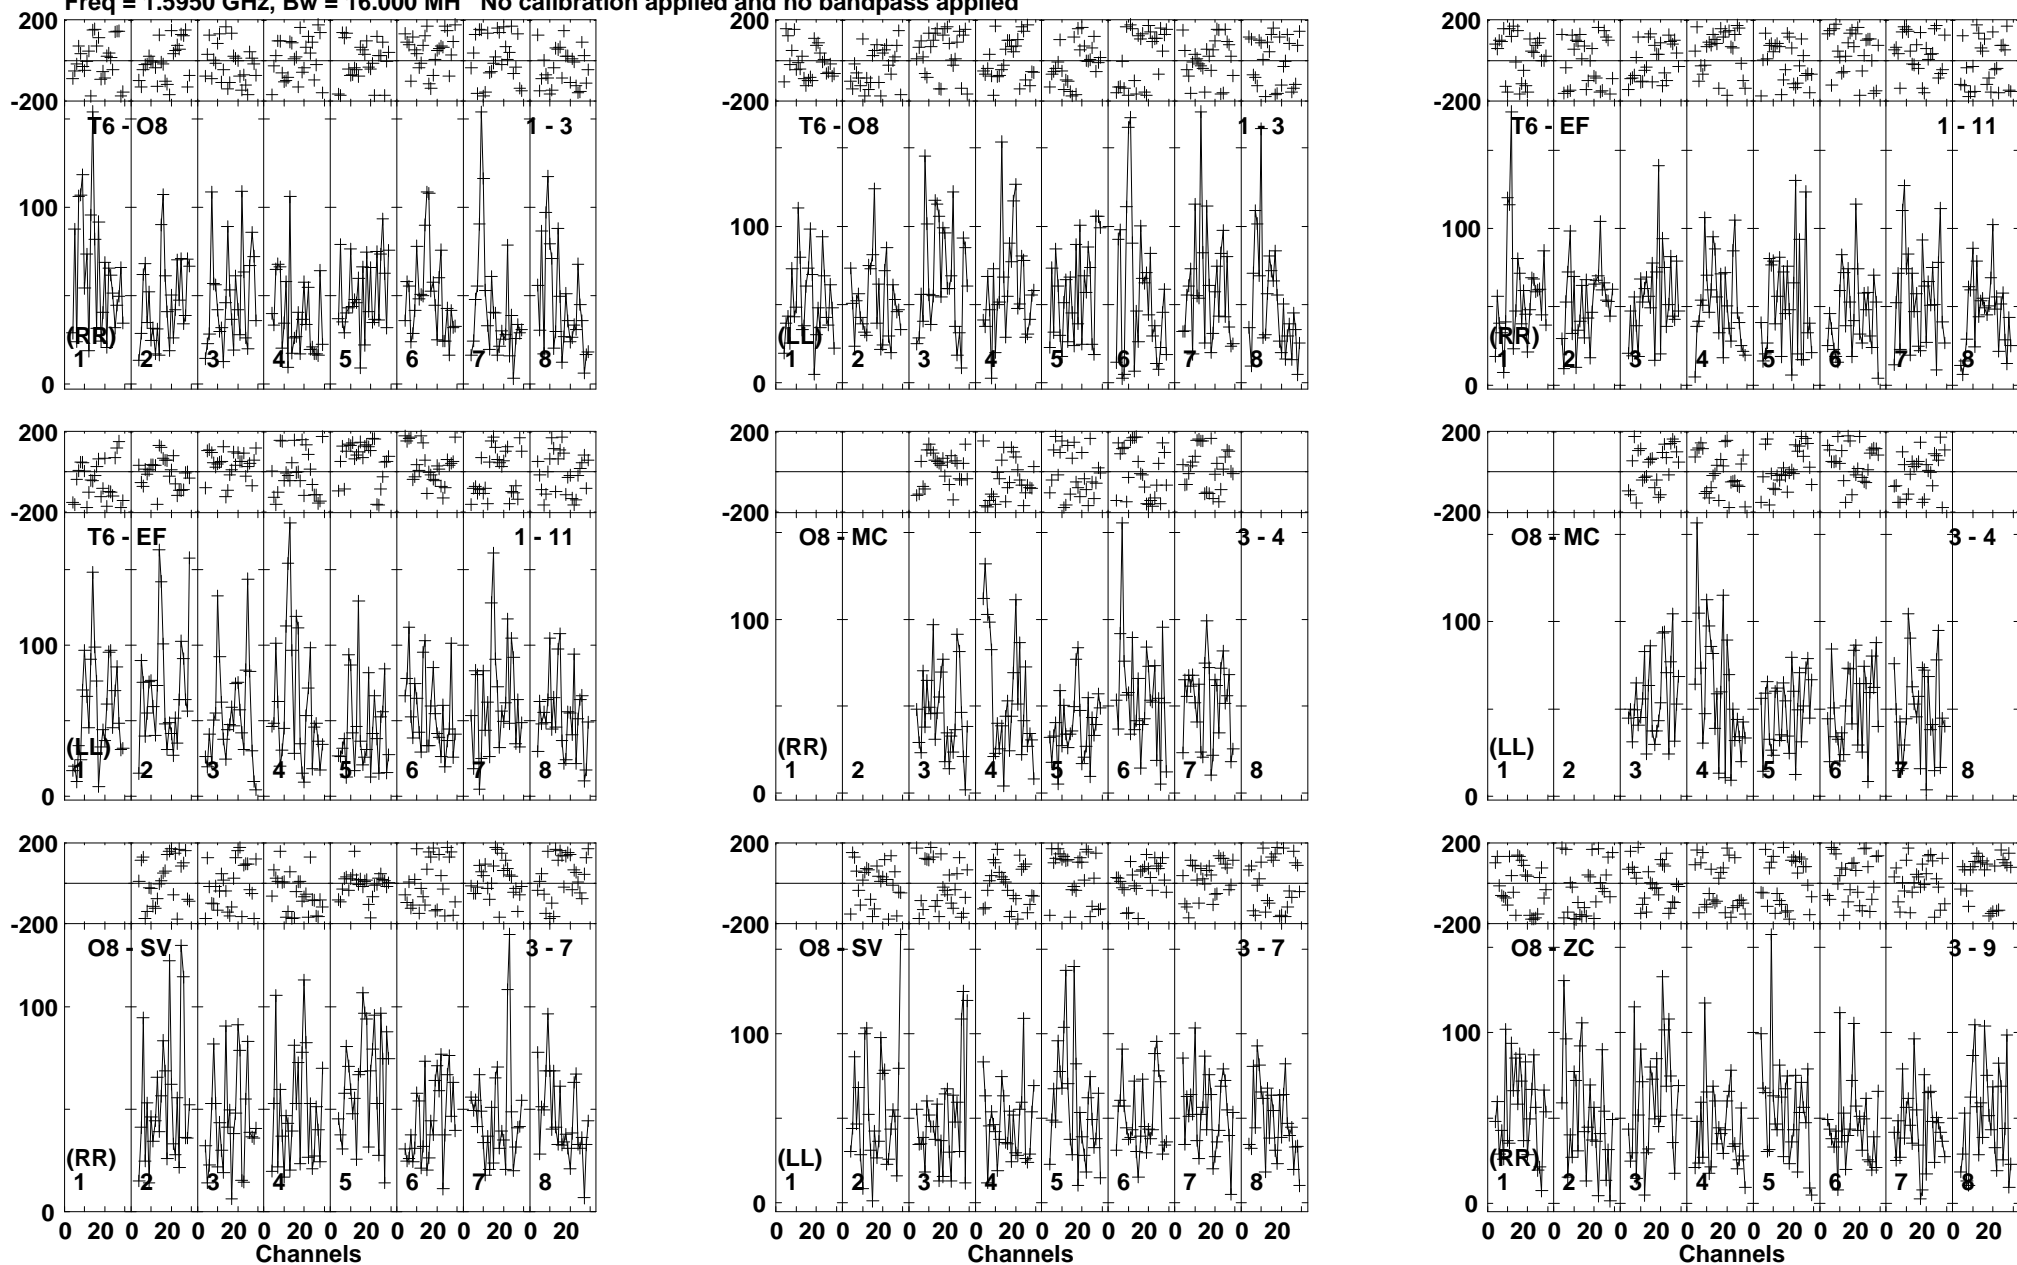 Freq = 1.5950 GHz, Bw = 16.000 MH No calibration applied and no bandpass applied
200 200 200
-200 -200 -200
T6 - O8 1 - 3 T6 - O8 1 - 3 T6 - EF 1 - 11
100 100 100
(RR) (LL) (RR)
1 2 3 4 5 6 7 8 1 2 3 4 5 6 7 8 1 2 3 4 5 6 7 8
0 0 0
200 200 200
-200 -200 -200
T6 - EF 1 - 11 O8 - MC 3 - 4 O8 - MC 3 - 4
100 100 100
(LL) (RR) (LL)
1 2 3 4 5 6 7 8 1 2 3 4 5 6 7 8 1 2 3 4 5 6 7 8
0 0 0
200 200 200
-200 -200 -200
O8 - SV 3 - 7 O8 - SV 3 - 7 O8 - ZC 3 - 9
100 100 100
(RR) (LL) (RR)
1 2 3 4 5 6 7 8 1 2 3 4 5 6 7 8 1 2 3 4 5 6 7 8
0 0 0
0 20 0 20 0 20 0 20 0 20 0 20 0 20 0 20 0 20 0 20 0 20 0 20 0 20 0 20 0 20 0 20 0 20 0 20 0 20 0 20 0 20 0 20 0 20 0 20
Channels Channels Channels